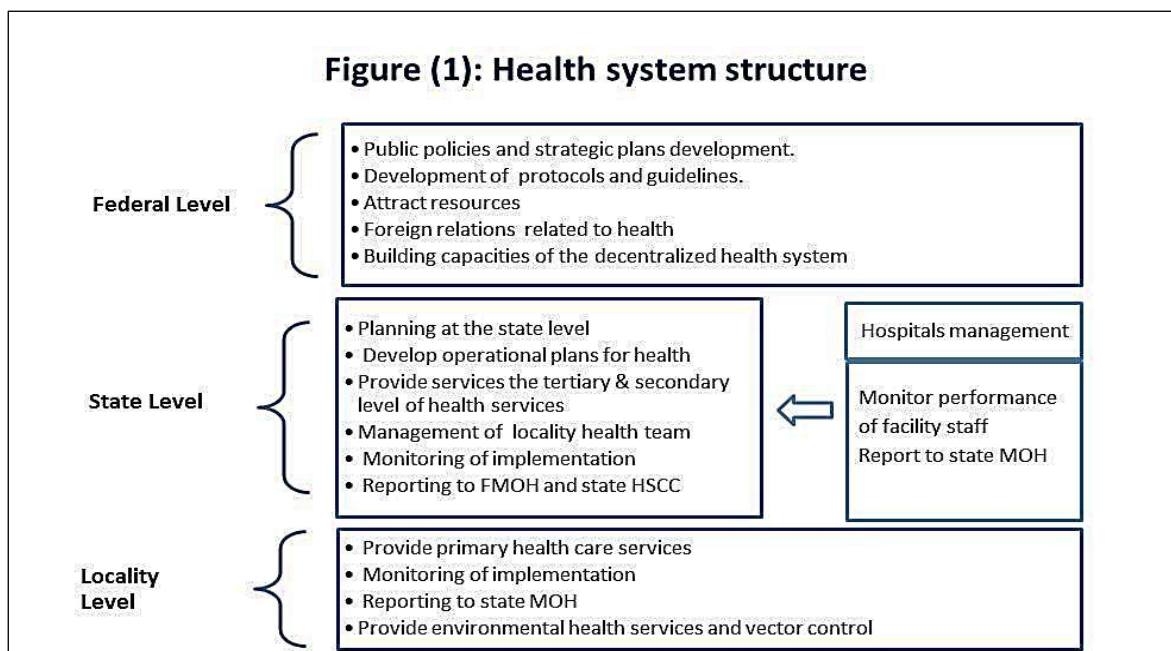 Figure (1): Health system structure
Federal Level
• Public policies and strategic plans development.
• Development of protocols and guidelines.
• Attract resources
• Foreign relations related to health
• Building capacities of the decentralized health system
State Level
• Planning at the state level
• Develop operational plans for health
• Provide services the tertiary & secondary
level of health services
• Management of locality health team
• Monitoring of implementation
• Reporting to FMOH and state HSCC
Hospitals management
Monitor performance
of facility staff
Report to state MOH
Locality
Level
• Provide primary health care services
• Monitoring of implementation
• Reporting to state MOH
• Provide environmental health services and vector control